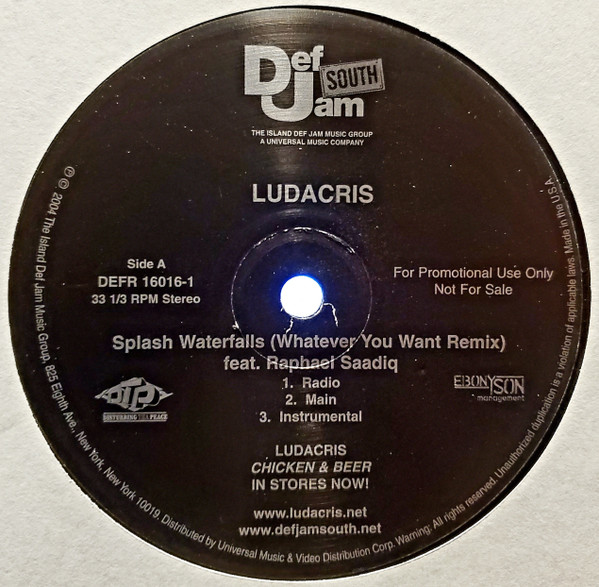 Def
Jam
SOUTH
THE ISLAND DEF JAM MUSIC GROUP
A UNIVERSAL MUSIC COMPANY
LUDACRIS
Side A
DEFR 16016-1
33 1/3 RPM Stereo
For Promotional Use Only
Not For Sale
Splash Waterfalls (Whatever You Want Remix)
feat. Raphael Saadiq
1. Radio
2. Main
3. Instrumental
DTP
DISTURBING THA PEACE
EBONYSON
management
LUDACRIS
CHICKEN & BEER
IN STORES NOW!
www.ludacris.net
www.defjamsouth.net
℗ © 2004 The Island Def Jam Music Group, 825 Eighth Ave., New York, New York 10019. Distributed by Universal Music & Video Distribution Corp. Warning: All rights reserved. Unauthorized duplication is a violation of applicable laws. Made in the U.S.A.